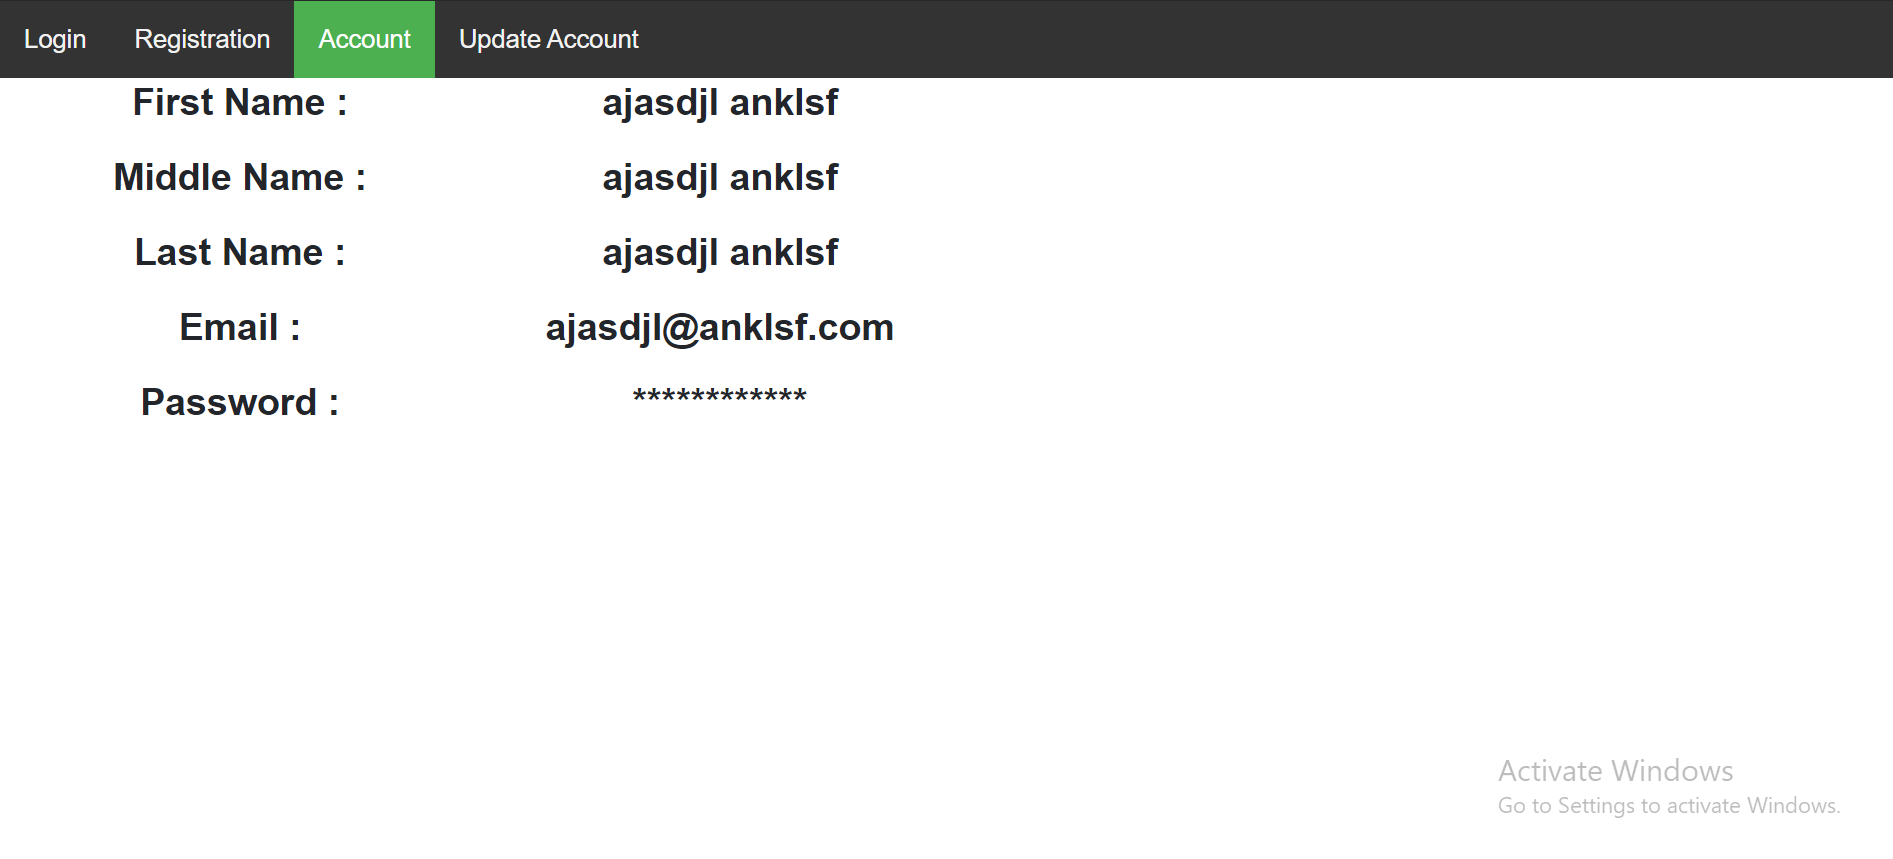 Login Registration Account Update Account
First Name : ajasdjl anklsf
Middle Name : ajasdjl anklsf
Last Name : ajasdjl anklsf
Email : ajasdjl@anklsf.com
Password : ************
Activate Windows
Go to Settings to activate Windows.